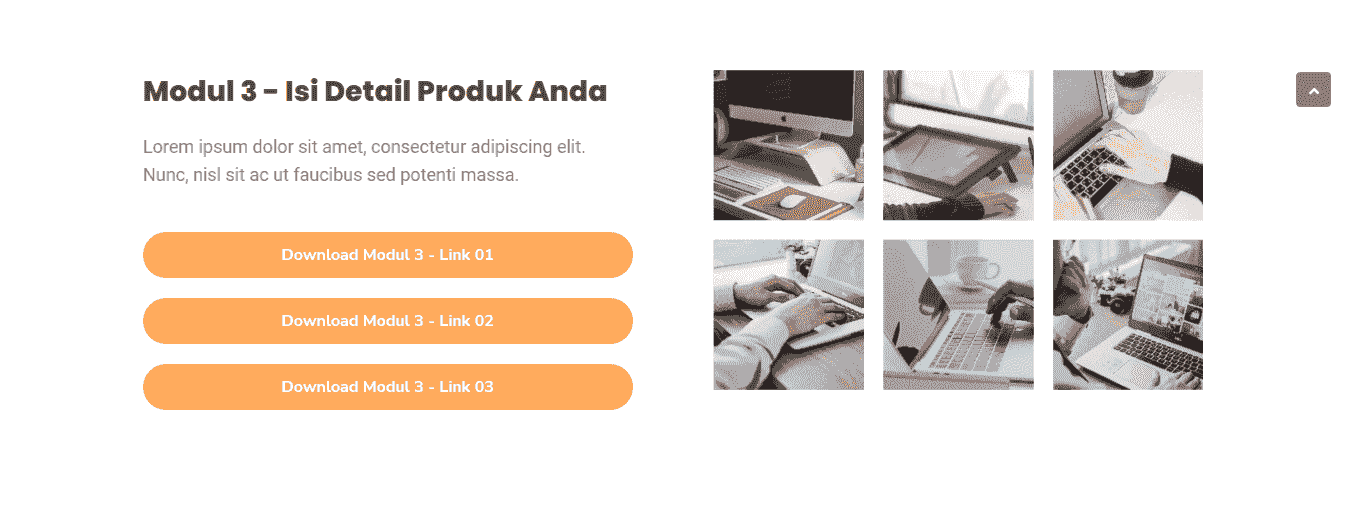 Modul 3 - Isi Detail Produk Anda
Lorem ipsum dolor sit amet, consectetur adipiscing elit.
Nunc, nisl sit ac ut faucibus sed potenti massa.
Download Modul 3 - Link 01
Download Modul 3 - Link 02
Download Modul 3 - Link 03